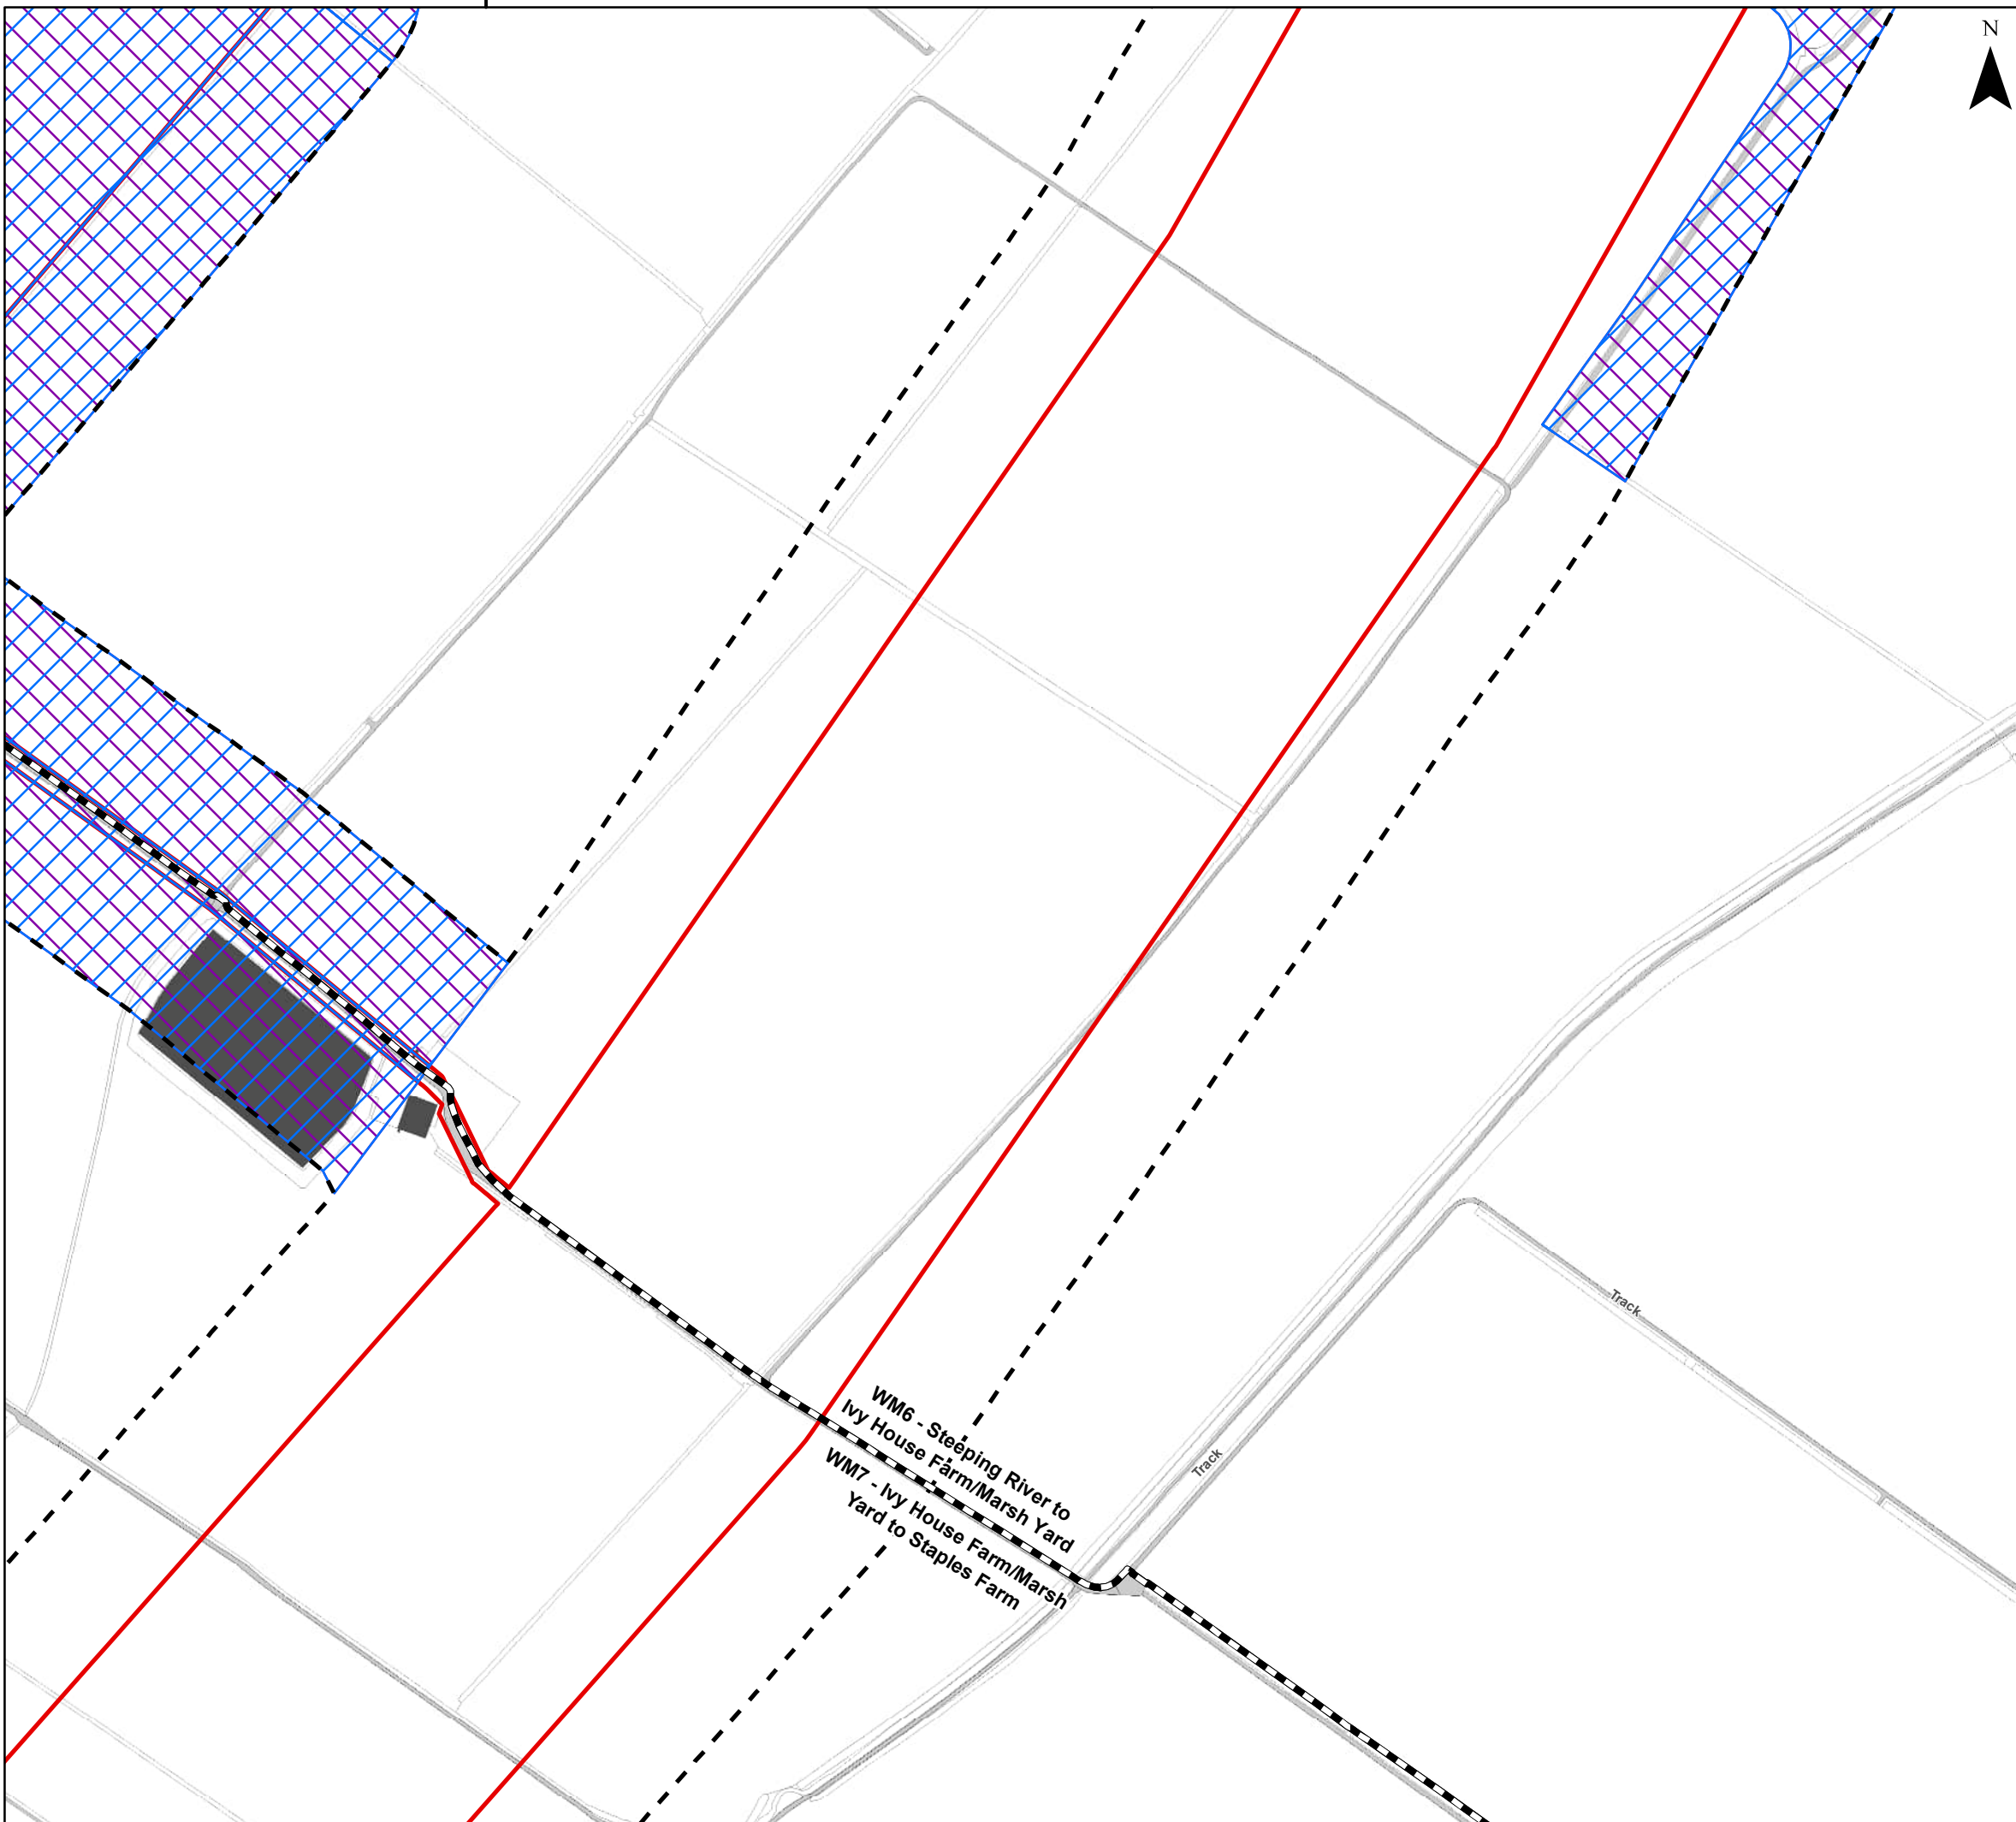 N
Track
WM6 - Steeping River to
Ivy House Farm/Marsh Yard
WM7 - Ivy House Farm/Marsh
Yard to Staples Farm
Track